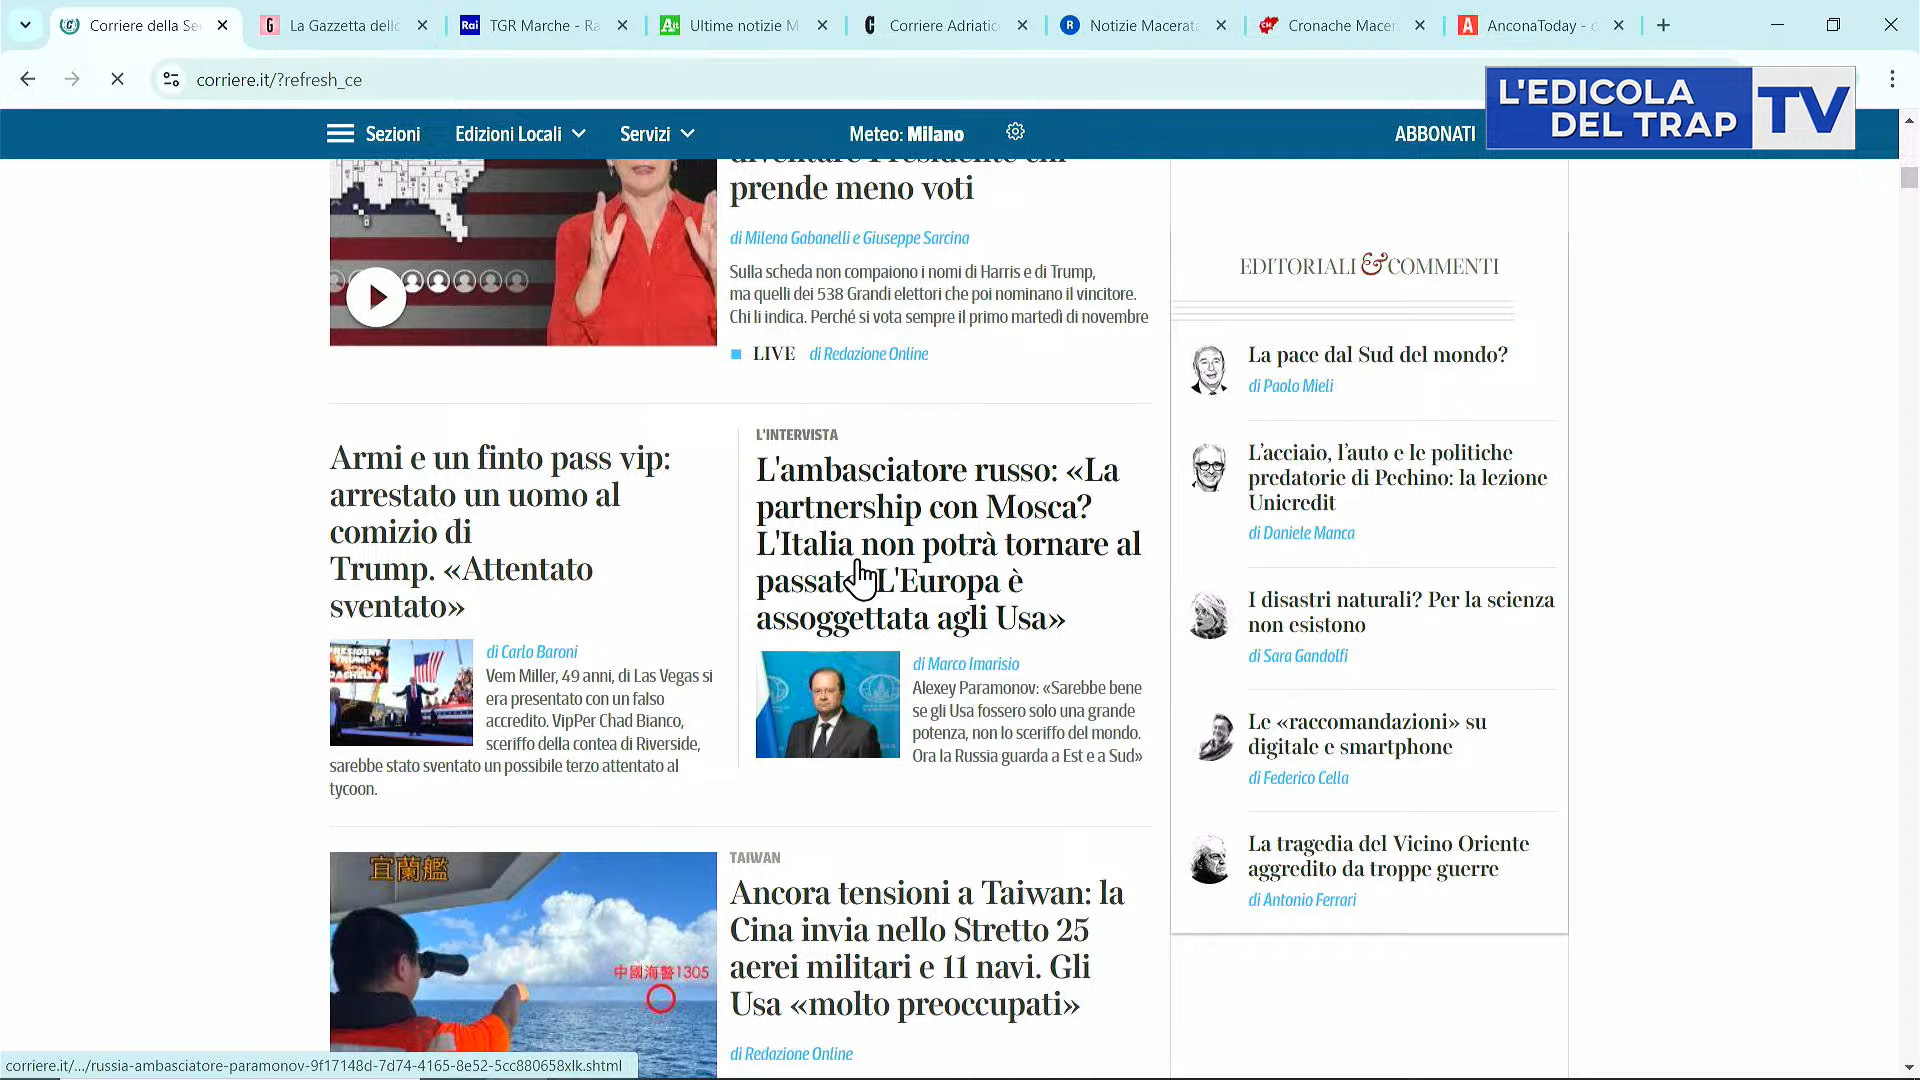 Corriere della Se
La Gazzetta dello
Rai
TGR Marche - Ra
Ultime notizie M
Corriere Adriatic
Notizie Macerata
Cronache Macer
AnconaToday - c
corriere.it/?refresh_ce
L'EDICOLA
DEL TRAP
TV
Sezioni
Edizioni Locali
Servizi
Meteo: Milano
ABBONATI
diventare Presidente chi
prende meno voti
di Milena Gabanelli e Giuseppe Sarcina
Sulla scheda non compaiono i nomi di Harris e di Trump,
ma quelli dei 538 Grandi elettori che poi nominano il vincitore.
Chi li indica. Perché si vota sempre il primo martedì di novembre
LIVE di Redazione Online
Armi e un finto pass vip:
arrestato un uomo al
comizio di
Trump. «Attentato
sventato»
di Carlo Baroni
Vem Miller, 49 anni, di Las Vegas si
era presentato con un falso
accredito. VipPer Chad Bianco,
sceriffo della contea di Riverside,
sarebbe stato sventato un possibile terzo attentato al
tycoon.
L'INTERVISTA
L'ambasciatore russo: «La
partnership con Mosca?
L'Italia non potrà tornare al
passato L'Europa è
assoggettata agli Usa»
di Marco Imarisio
Alexey Paramonov: «Sarebbe bene
se gli Usa fossero solo una grande
potenza, non lo sceriffo del mondo.
Ora la Russia guarda a Est e a Sud»
宜蘭艦
中國海警1305
TAIWAN
Ancora tensioni a Taiwan: la
Cina invia nello Stretto 25
aerei militari e 11 navi. Gli
Usa «molto preoccupati»
di Redazione Online
EDITORIALI & COMMENTI
La pace dal Sud del mondo?
di Paolo Mieli
L'acciaio, l'auto e le politiche
predatorie di Pechino: la lezione
Unicredit
di Daniele Manca
I disastri naturali? Per la scienza
non esistono
di Sara Gandolfi
Le «raccomandazioni» su
digitale e smartphone
di Federico Cella
La tragedia del Vicino Oriente
aggredito da troppe guerre
di Antonio Ferrari
corriere.it/.../russia-ambasciatore-paramonov-9f17148d-7d74-4165-8e52-5cc880658xlk.shtml